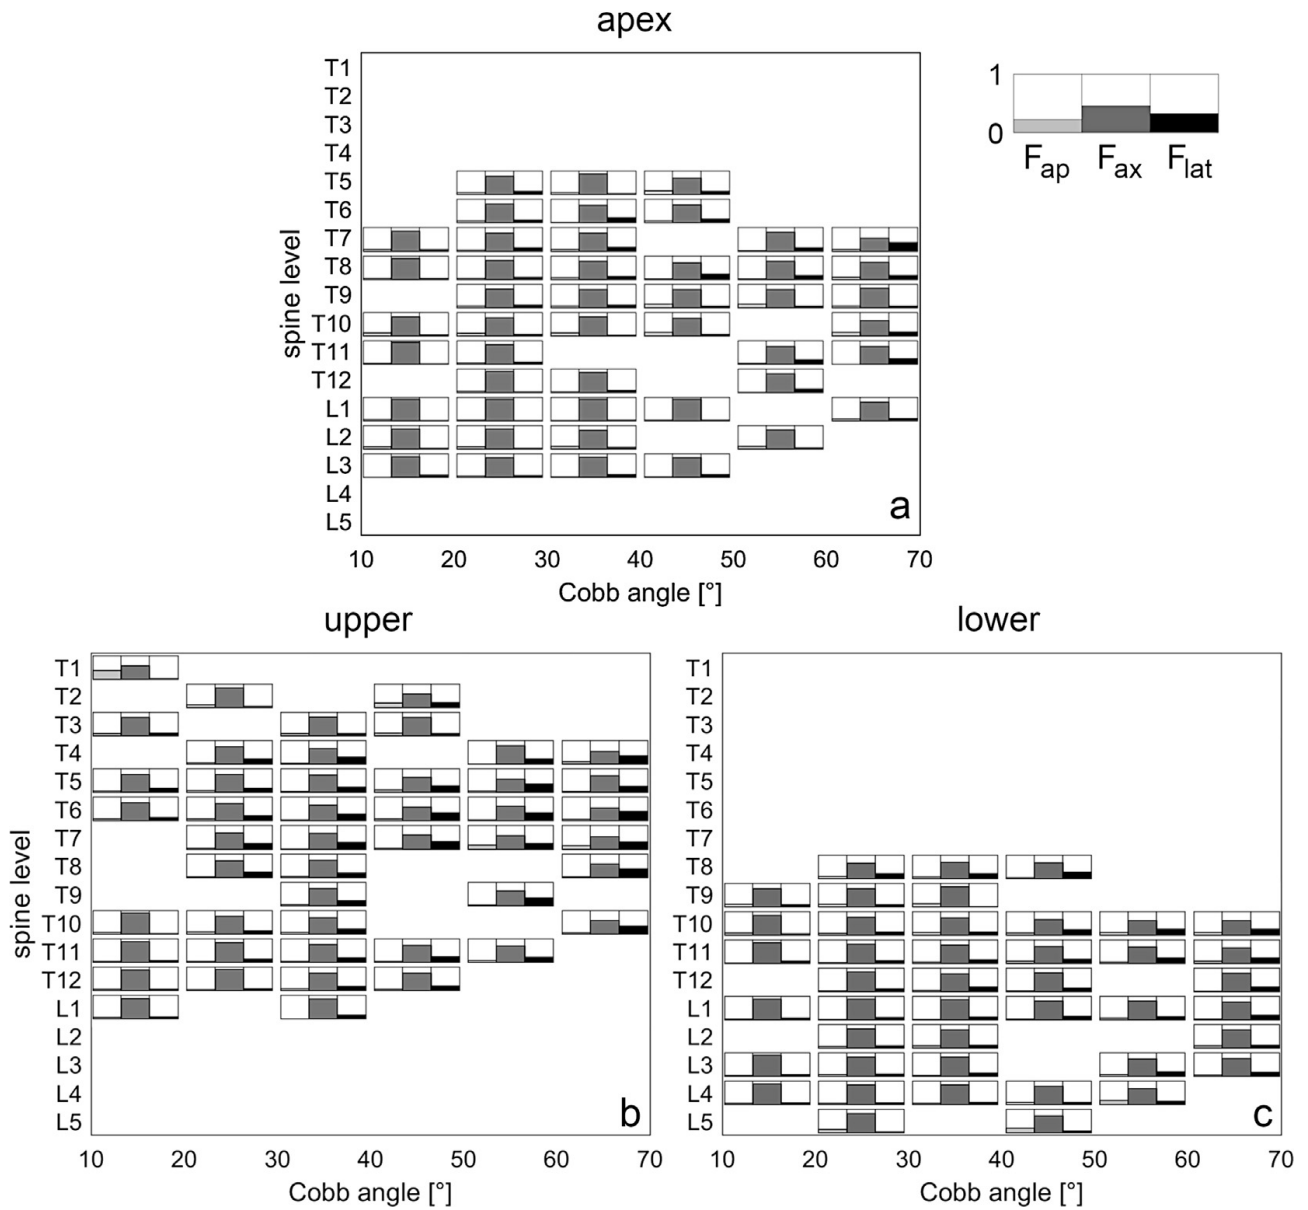 apex
T1
T2
T3
T4
T5
T6
T7
T8
T9
T10
T11
T12
L1
L2
L3
L4
L5
spine level
a
10 20 30 40 50 60 70
Cobb angle [°]
1
0
Fap Fax Flat
upper
T1
T2
T3
T4
T5
T6
T7
T8
T9
T10
T11
T12
L1
L2
L3
L4
L5
spine level
b
10 20 30 40 50 60 70
Cobb angle [°]
lower
T1
T2
T3
T4
T5
T6
T7
T8
T9
T10
T11
T12
L1
L2
L3
L4
L5
c
10 20 30 40 50 60 70
Cobb angle [°]